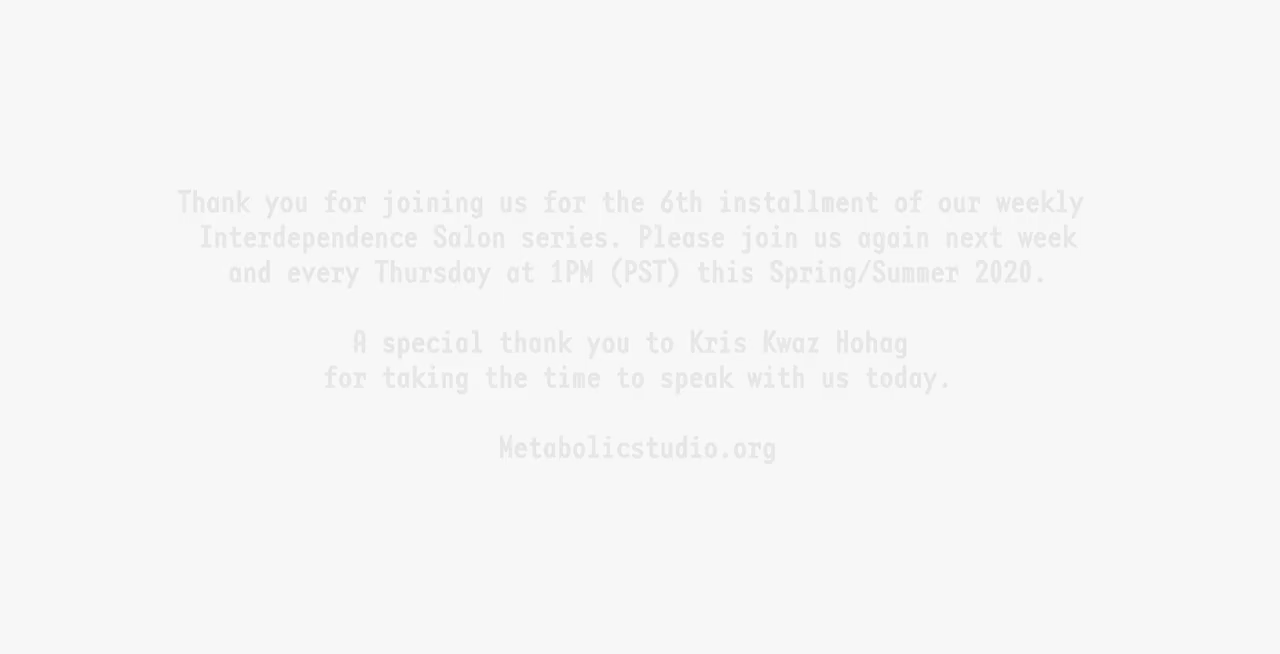 Thank you for joining us for the 6th installment of our weekly
Interdependence Salon series. Please join us again next week
and every Thursday at 1PM (PST) this Spring/Summer 2020.
A special thank you to Kris Kwaz Hohag
for taking the time to speak with us today.
Metabolicstudio.org